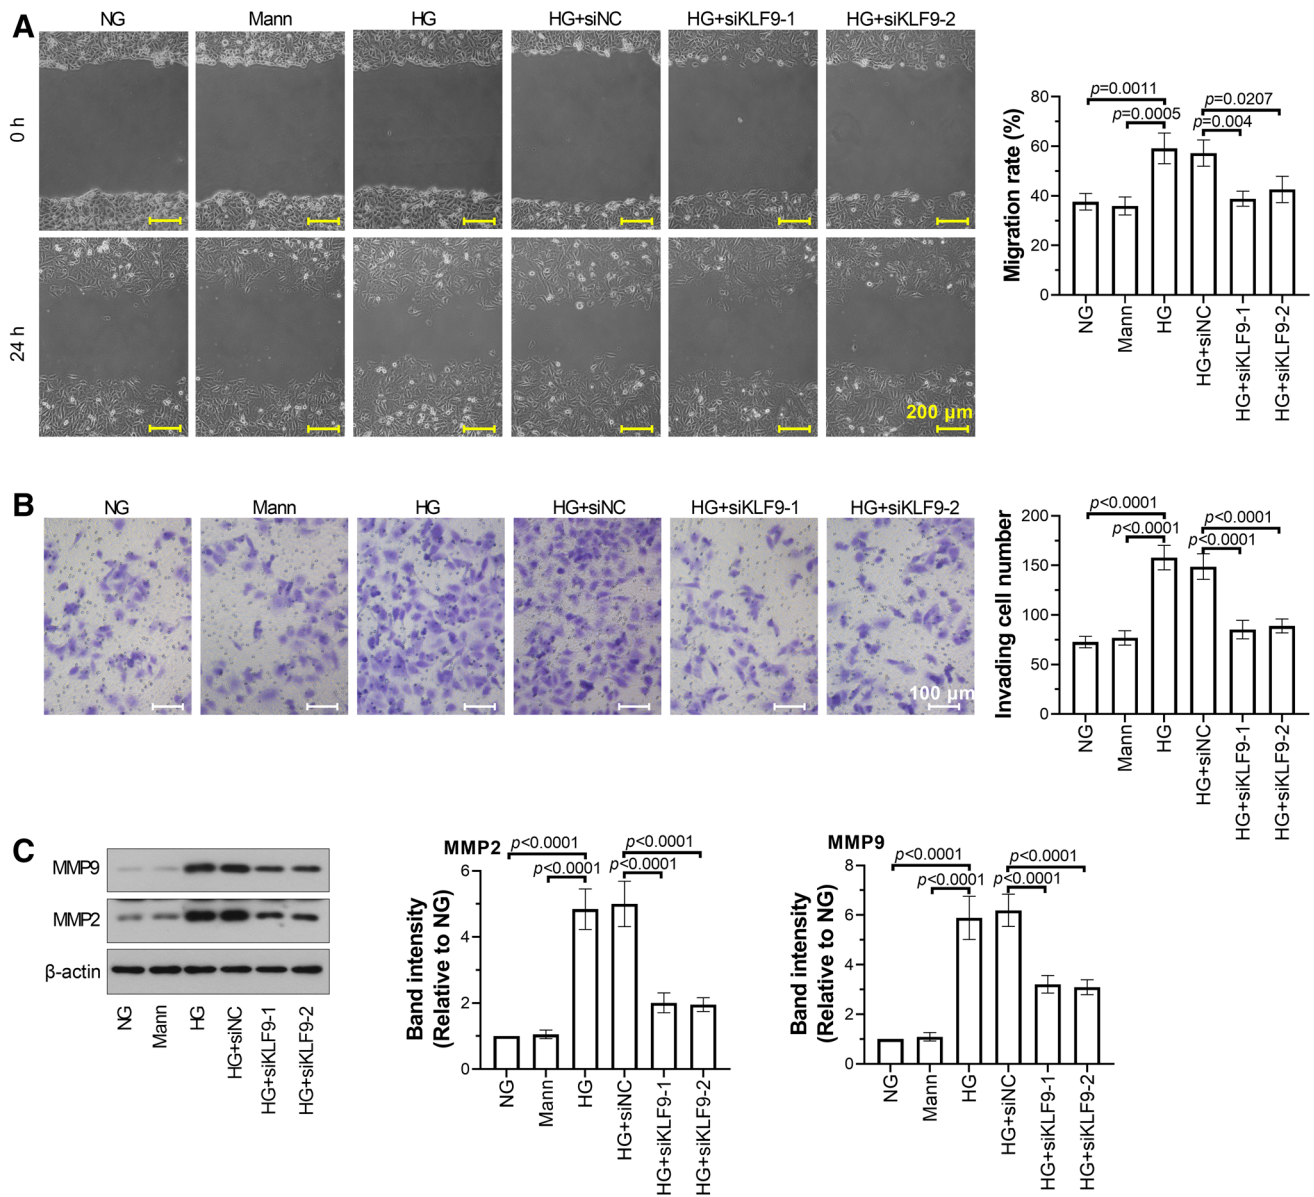 A
NG Mann HG HG+siNC HG+siKLF9-1 HG+siKLF9-2
0 h
24 h
200 µm
Migration rate (%)
80
60
40
20
0
p=0.0011
p=0.0005
p=0.0207
p=0.004
NG Mann HG HG+siNC HG+siKLF9-1 HG+siKLF9-2
B
NG Mann HG HG+siNC HG+siKLF9-1 HG+siKLF9-2
100 µm
Invading cell number
200
150
100
50
0
p<0.0001
p<0.0001
p<0.0001
p<0.0001
NG Mann HG HG+siNC HG+siKLF9-1 HG+siKLF9-2
C
MMP9
MMP2
β-actin
NG Mann HG HG+siNC HG+siKLF9-1 HG+siKLF9-2
MMP2
Band intensity
(Relative to NG)
6
4
2
0
p<0.0001
p<0.0001
p<0.0001
p<0.0001
NG Mann HG HG+siNC HG+siKLF9-1 HG+siKLF9-2
MMP9
Band intensity
(Relative to NG)
8
6
4
2
0
p<0.0001
p<0.0001
p<0.0001
p<0.0001
NG Mann HG HG+siNC HG+siKLF9-1 HG+siKLF9-2